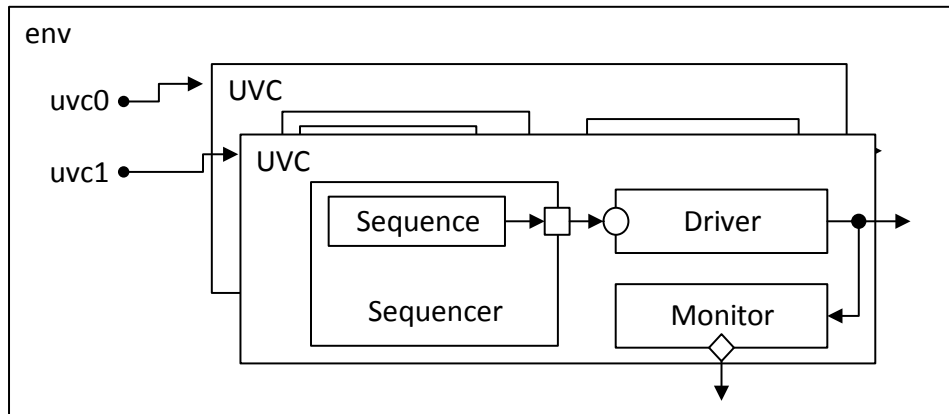 env
uvc0
UVC
uvc1
UVC
Sequence
Driver
Sequencer
Monitor